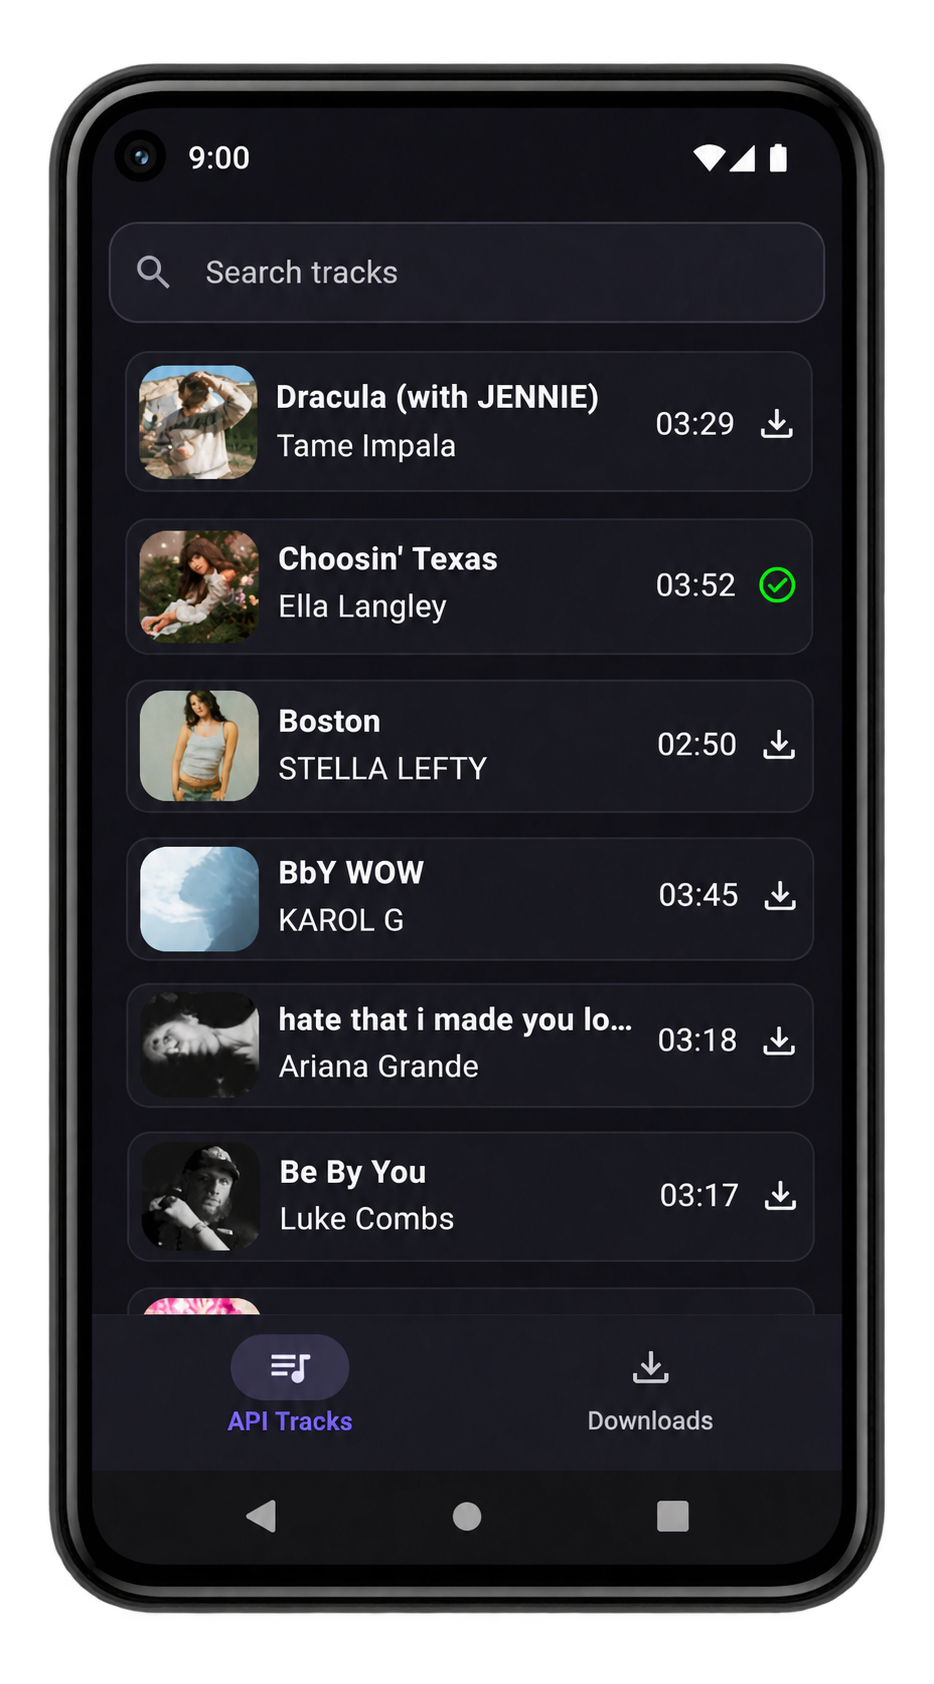 9:00
Search tracks
Dracula (with JENNIE)
Tame Impala
03:29
Choosin' Texas
Ella Langley
03:52
Boston
STELLA LEFTY
02:50
BbY WOW
KAROL G
03:45
hate that i made you lo...
Ariana Grande
03:18
Be By You
Luke Combs
03:17
API Tracks
Downloads